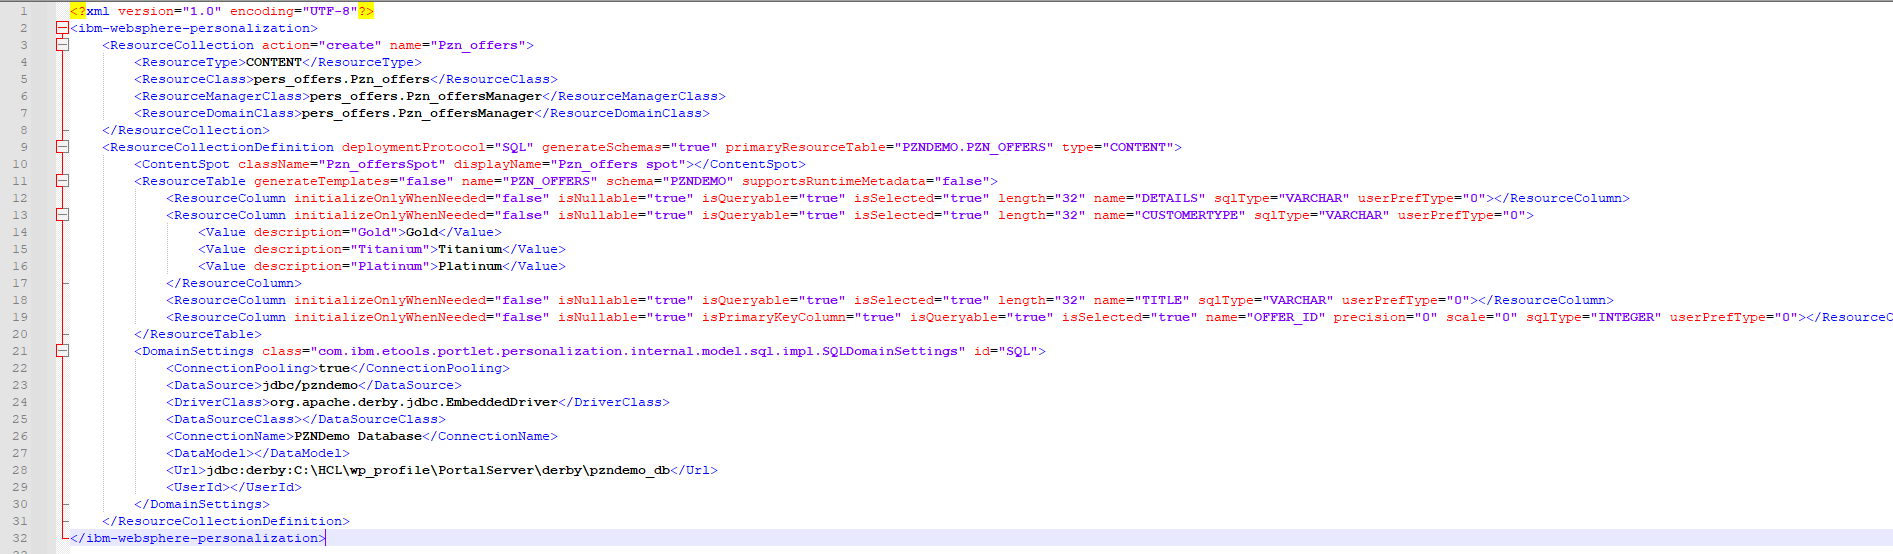 1 <?xml version="1.0" encoding="UTF-8"?>
2 <ibm-websphere-personalization>
3 <ResourceCollection action="create" name="Pzn_offers">
4 <ResourceType>CONTENT</ResourceType>
5 <ResourceClass>pers_offers.Pzn_offers</ResourceClass>
6 <ResourceManagerClass>pers_offers.Pzn_offersManager</ResourceManagerClass>
7 <ResourceDomainClass>pers_offers.Pzn_offersManager</ResourceDomainClass>
8 </ResourceCollection>
9 <ResourceCollectionDefinition deploymentProtocol="SQL" generateSchemas="true" primaryResourceTable="PZNDEMO.PZN_OFFERS" type="CONTENT">
10 <ContentSpot className="Pzn_offersSpot" displayName="Pzn_offers spot"></ContentSpot>
11 <ResourceTable generateTemplates="false" name="PZN_OFFERS" schema="PZNDEMO" supportsRuntimeMetadata="false">
12 <ResourceColumn initializeOnlyWhenNeeded="false" isNullable="true" isQueryable="true" isSelected="true" length="32" name="DETAILS" sqlType="VARCHAR" userPrefType="0"></ResourceColumn>
13 <ResourceColumn initializeOnlyWhenNeeded="false" isNullable="true" isQueryable="true" isSelected="true" length="32" name="CUSTOMERTYPE" sqlType="VARCHAR" userPrefType="0">
14 <Value description="Gold">Gold</Value>
15 <Value description="Titanium">Titanium</Value>
16 <Value description="Platinum">Platinum</Value>
17 </ResourceColumn>
18 <ResourceColumn initializeOnlyWhenNeeded="false" isNullable="true" isQueryable="true" isSelected="true" length="32" name="TITLE" sqlType="VARCHAR" userPrefType="0"></ResourceColumn>
19 <ResourceColumn initializeOnlyWhenNeeded="false" isNullable="true" isPrimaryKeyColumn="true" isQueryable="true" isSelected="true" name="OFFER_ID" precision="0" scale="0" sqlType="INTEGER" userPrefType="0"></ResourceC
20 </ResourceTable>
21 <DomainSettings class="com.ibm.etools.portlet.personalization.internal.model.sql.impl.SQLDomainSettings" id="SQL">
22 <ConnectionPooling>true</ConnectionPooling>
23 <DataSource>jdbc/pzndemo</DataSource>
24 <DriverClass>org.apache.derby.jdbc.EmbeddedDriver</DriverClass>
25 <DataSourceClass></DataSourceClass>
26 <ConnectionName>PZNDemo Database</ConnectionName>
27 <DataModel></DataModel>
28 <Url>jdbc:derby:C:\HCL\wp_profile\PortalServer\derby\pzndemo_db</Url>
29 <UserId></UserId>
30 </DomainSettings>
31 </ResourceCollectionDefinition>
32 </ibm-websphere-personalization>